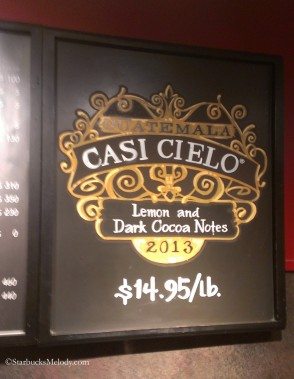 GUATEMALA
CASI CIELO®
Lemon and
Dark Cocoa Notes
2013
$14.95/lb.
© StarbucksMelody.com